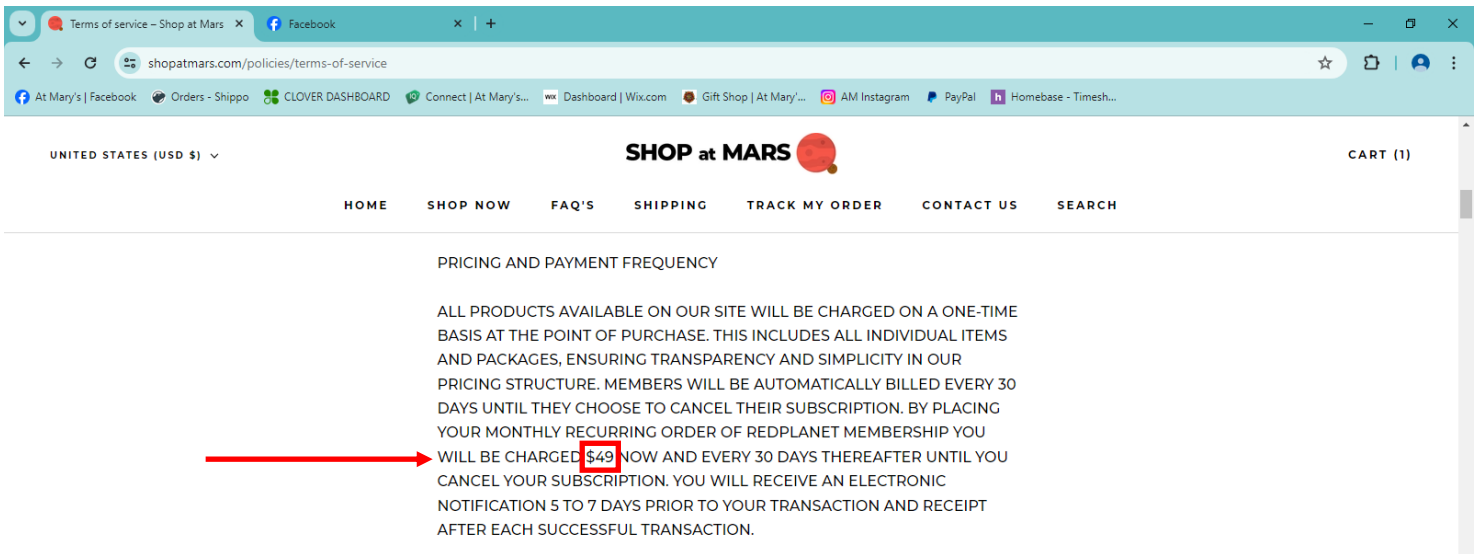 Terms of service – Shop at Mars
Facebook
shopatmars.com/policies/terms-of-service
At Mary's | Facebook
Orders - Shippo
CLOVER DASHBOARD
Connect | At Mary's...
WIX Dashboard | Wix.com
Gift Shop | At Mary'...
AM Instagram
PayPal
h Homebase - Timesh...
UNITED STATES (USD $)
SHOP at MARS
CART (1)
HOME SHOP NOW FAQ'S SHIPPING TRACK MY ORDER CONTACT US SEARCH
PRICING AND PAYMENT FREQUENCY
ALL PRODUCTS AVAILABLE ON OUR SITE WILL BE CHARGED ON A ONE-TIME
BASIS AT THE POINT OF PURCHASE. THIS INCLUDES ALL INDIVIDUAL ITEMS
AND PACKAGES, ENSURING TRANSPARENCY AND SIMPLICITY IN OUR
PRICING STRUCTURE. MEMBERS WILL BE AUTOMATICALLY BILLED EVERY 30
DAYS UNTIL THEY CHOOSE TO CANCEL THEIR SUBSCRIPTION. BY PLACING
YOUR MONTHLY RECURRING ORDER OF REDPLANET MEMBERSHIP YOU
WILL BE CHARGED $49 NOW AND EVERY 30 DAYS THEREAFTER UNTIL YOU
CANCEL YOUR SUBSCRIPTION. YOU WILL RECEIVE AN ELECTRONIC
NOTIFICATION 5 TO 7 DAYS PRIOR TO YOUR TRANSACTION AND RECEIPT
AFTER EACH SUCCESSFUL TRANSACTION.